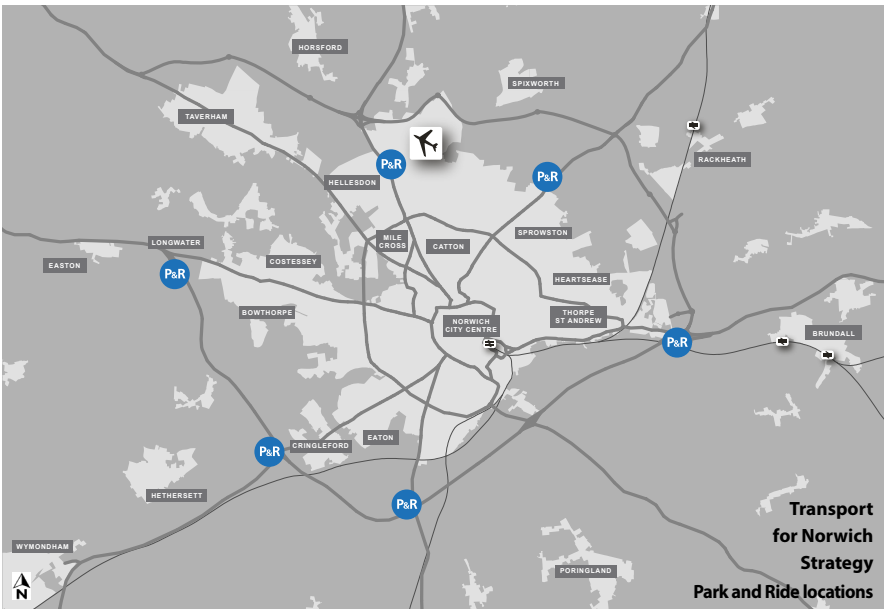 HORSFORD
SPIXWORTH
TAVERHAM
RACKHEATH
P&R
P&R
HELLESDON
SPROWSTON
MILE
CROSS
CATTON
LONGWATER
EASTON
COSTESSEY
P&R
HEARTSEASE
BOWTHORPE
NORWICH
CITY CENTRE
THORPE
ST ANDREW
BRUNDALL
P&R
EATON
CRINGLEFORD
P&R
HETHERSETT
P&R
WYMONDHAM
PORINGLAND
N
Transport
for Norwich
Strategy
Park and Ride locations